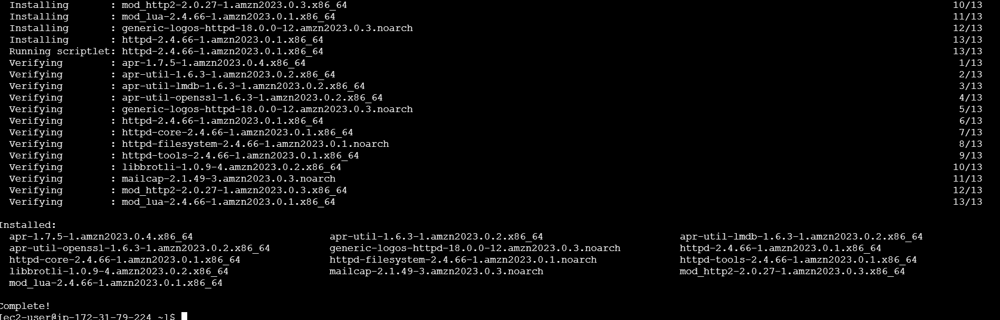 Installing : mod_http2-2.0.27-1.amzn2023.0.3.x86_64 10/13
Installing : mod_lua-2.4.66-1.amzn2023.0.1.x86_64 11/13
Installing : generic-logos-httpd-18.0.0-12.amzn2023.0.3.noarch 12/13
Installing : httpd-2.4.66-1.amzn2023.0.1.x86_64 13/13
Running scriptlet: httpd-2.4.66-1.amzn2023.0.1.x86_64 13/13
Verifying : apr-1.7.5-1.amzn2023.0.4.x86_64 1/13
Verifying : apr-util-1.6.3-1.amzn2023.0.2.x86_64 2/13
Verifying : apr-util-lmdb-1.6.3-1.amzn2023.0.2.x86_64 3/13
Verifying : apr-util-openssl-1.6.3-1.amzn2023.0.2.x86_64 4/13
Verifying : generic-logos-httpd-18.0.0-12.amzn2023.0.3.noarch 5/13
Verifying : httpd-2.4.66-1.amzn2023.0.1.x86_64 6/13
Verifying : httpd-core-2.4.66-1.amzn2023.0.1.x86_64 7/13
Verifying : httpd-filesystem-2.4.66-1.amzn2023.0.1.noarch 8/13
Verifying : httpd-tools-2.4.66-1.amzn2023.0.1.x86_64 9/13
Verifying : libbrotli-1.0.9-4.amzn2023.0.2.x86_64 10/13
Verifying : mailcap-2.1.49-3.amzn2023.0.3.noarch 11/13
Verifying : mod_http2-2.0.27-1.amzn2023.0.3.x86_64 12/13
Verifying : mod_lua-2.4.66-1.amzn2023.0.1.x86_64 13/13
Installed:
apr-1.7.5-1.amzn2023.0.4.x86_64 apr-util-1.6.3-1.amzn2023.0.2.x86_64 apr-util-lmdb-1.6.3-1.amzn2023.0.2.x86_64
apr-util-openssl-1.6.3-1.amzn2023.0.2.x86_64 generic-logos-httpd-18.0.0-12.amzn2023.0.3.noarch httpd-2.4.66-1.amzn2023.0.1.x86_64
httpd-core-2.4.66-1.amzn2023.0.1.x86_64 httpd-filesystem-2.4.66-1.amzn2023.0.1.noarch httpd-tools-2.4.66-1.amzn2023.0.1.x86_64
libbrotli-1.0.9-4.amzn2023.0.2.x86_64 mailcap-2.1.49-3.amzn2023.0.3.noarch mod_http2-2.0.27-1.amzn2023.0.3.x86_64
mod_lua-2.4.66-1.amzn2023.0.1.x86_64
Complete!
[ec2-user@ip-172-31-79-224 ~]$